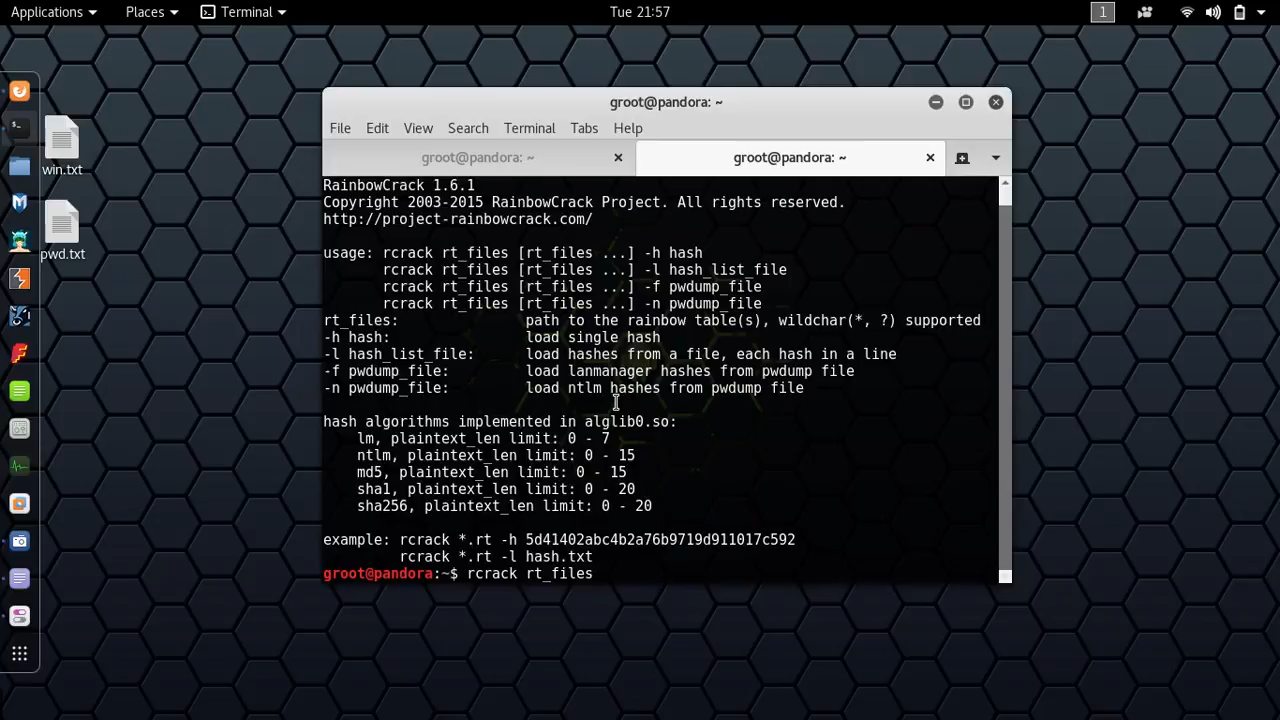 Applications Places Terminal Tue 21:57 1
win.txt
pwd.txt
groot@pandora: ~
File Edit View Search Terminal Tabs Help
groot@pandora: ~ groot@pandora: ~
RainbowCrack 1.6.1
Copyright 2003-2015 RainbowCrack Project. All rights reserved.
http://project-rainbowcrack.com/
usage: rcrack rt_files [rt_files ...] -h hash
rcrack rt_files [rt_files ...] -l hash_list_file
rcrack rt_files [rt_files ...] -f pwdump_file
rcrack rt_files [rt_files ...] -n pwdump_file
rt_files: path to the rainbow table(s), wildchar(*, ?) supported
-h hash: load single hash
-l hash_list_file: load hashes from a file, each hash in a line
-f pwdump_file: load lanmanager hashes from pwdump file
-n pwdump_file: load ntlm hashes from pwdump file
hash algorithms implemented in alglib0.so:
lm, plaintext_len limit: 0 - 7
ntlm, plaintext_len limit: 0 - 15
md5, plaintext_len limit: 0 - 15
sha1, plaintext_len limit: 0 - 20
sha256, plaintext_len limit: 0 - 20
example: rcrack *.rt -h 5d41402abc4b2a76b9719d911017c592
rcrack *.rt -l hash.txt
groot@pandora:~$ rcrack rt_files